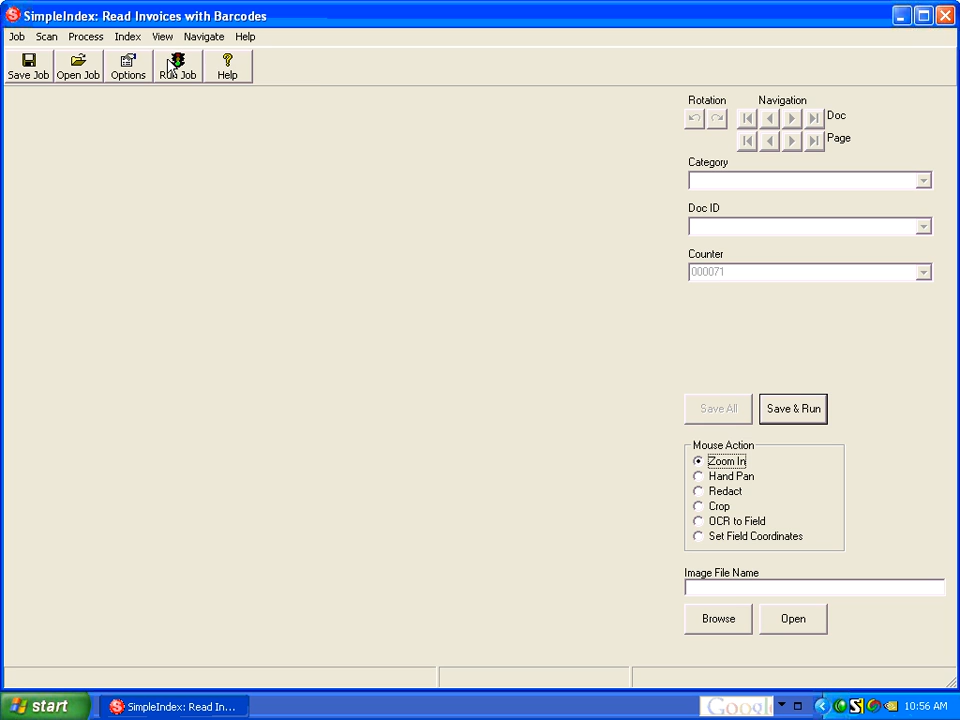 SimpleIndex: Read Invoices with Barcodes
Job Scan Process Index View Navigate Help
Save Job Open Job Options Run Job Help
Rotation Navigation
Doc
Page
Category
Doc ID
Counter
000071
Save All Save & Run
Mouse Action
Zoom In
Hand Pan
Redact
Crop
OCR to Field
Set Field Coordinates
Image File Name
Browse Open
start SimpleIndex: Read In... Google 10:56 AM